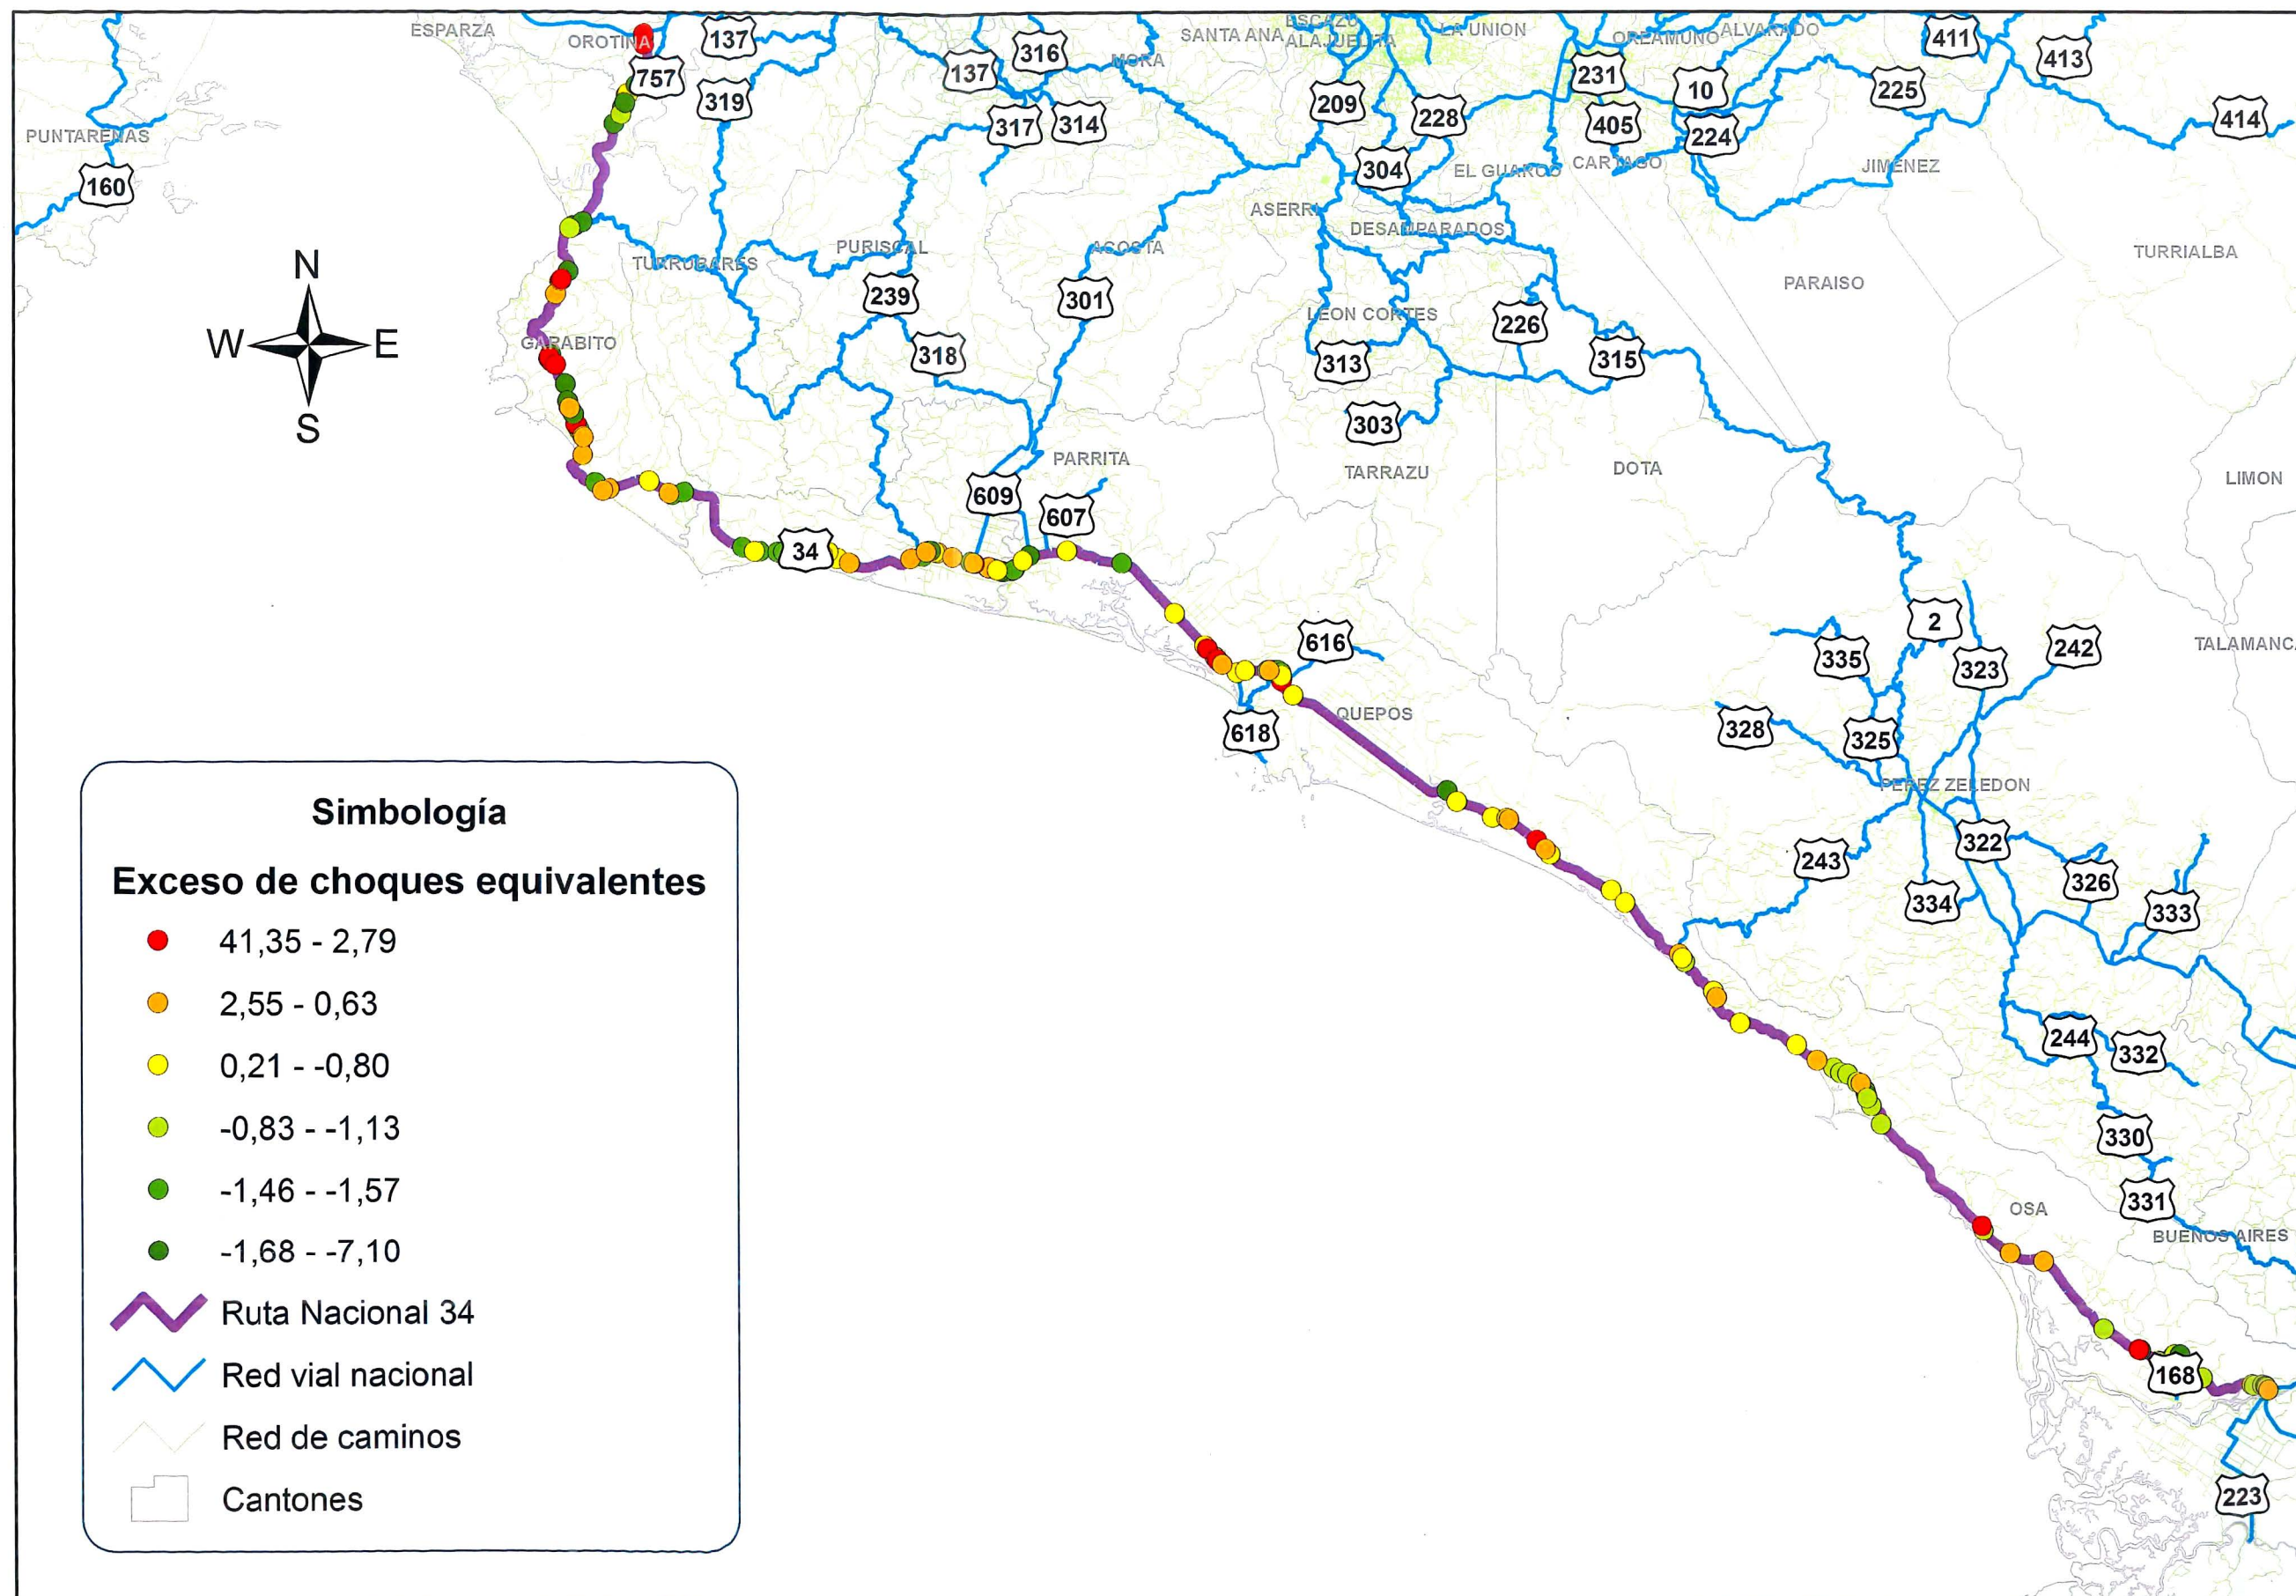 ESPARZA
OROTINA
137
316
SANTA ANA
ESCAZU
ALAJUELITA
LA UNION
OREAMUNO
ALVARADO
411
413
757
319
137
MORA
209
228
231
10
225
414
PUNTARENAS
160
317
314
304
405
224
EL GUARCO
CARTAGO
JIMENEZ
ASERRI
DESAMPARADOS
TURRUBARES
PURISCAL
ACOSTA
TURRIALBA
PARAISO
N
W
E
S
239
301
LEON CORTES
226
GARABITO
318
313
315
303
PARRITA
TARRAZU
DOTA
LIMON
609
607
34
616
2
335
323
242
TALAMANCA
618
QUEPOS
328
325
PEREZ ZELEDON
243
322
334
326
333
244
332
330
331
OSA
BUENOS AIRES
168
223
Simbología
Exceso de choques equivalentes
41,35 - 2,79
2,55 - 0,63
0,21 - -0,80
-0,83 - -1,13
-1,46 - -1,57
-1,68 - -7,10
Ruta Nacional 34
Red vial nacional
Red de caminos
Cantones